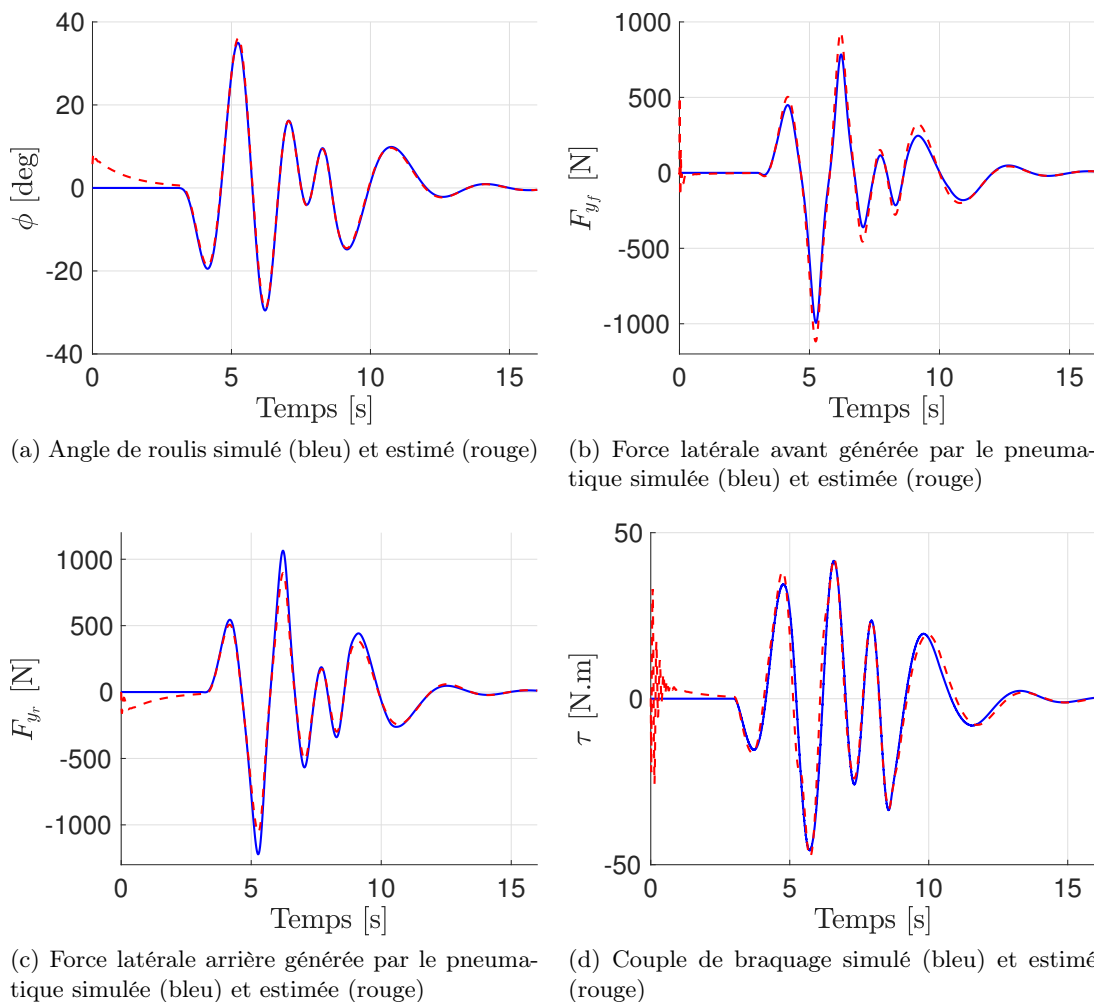 40
20
0
-20
-40
ϕ [deg]
0 5 10 15
Temps [s]
1000
500
0
-500
-1000
F_{y_f} [N]
0 5 10 15
Temps [s]
(a) Angle de roulis simulé (bleu) et estimé (rouge)
(b) Force latérale avant générée par le pneuma-
tique simulée (bleu) et estimée (rouge)
1000
500
0
-500
-1000
F_{y_r} [N]
0 5 10 15
Temps [s]
50
0
-50
τ [N.m]
0 5 10 15
Temps [s]
(c) Force latérale arrière générée par le pneuma-
tique simulée (bleu) et estimée (rouge)
(d) Couple de braquage simulé (bleu) et estimé
(rouge)